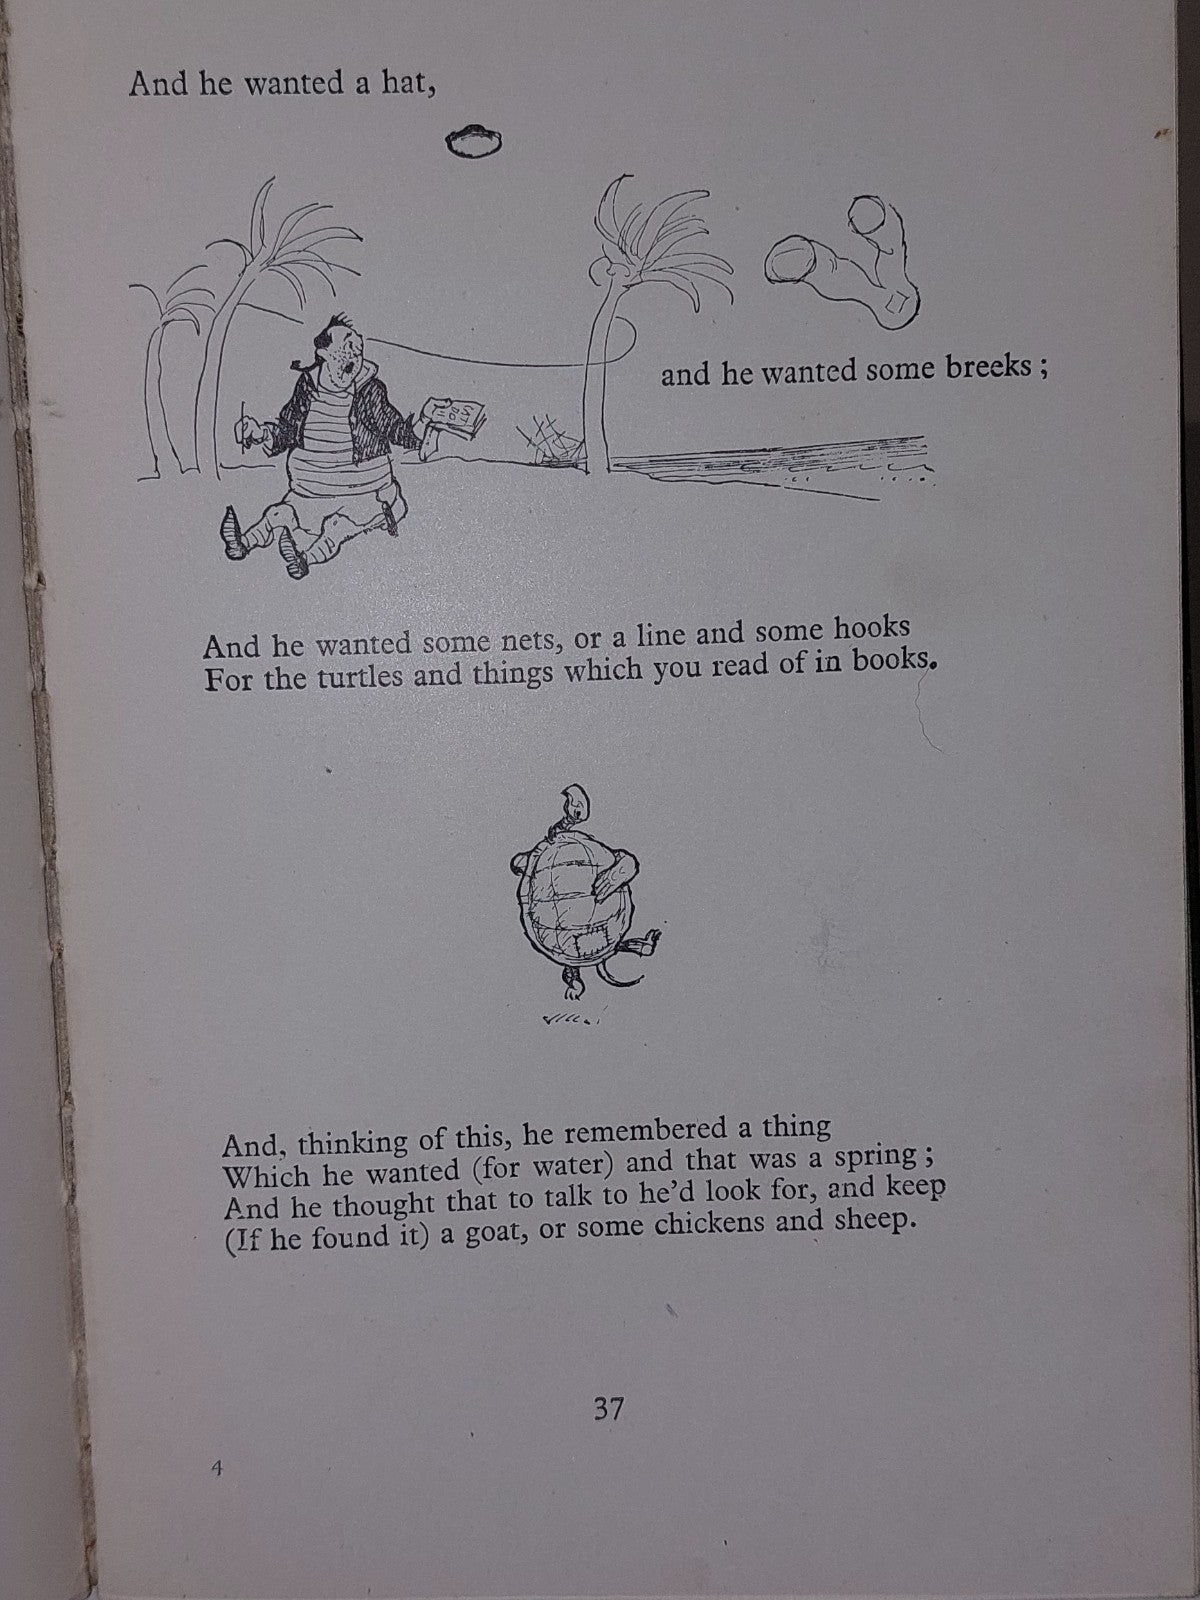 And he wanted a hat,
and he wanted some breeks ;
And he wanted some nets, or a line and some hooks
For the turtles and things which you read of in books.
And, thinking of this, he remembered a thing
Which he wanted (for water) and that was a spring ;
And he thought that to talk to he'd look for, and keep
(If he found it) a goat, or some chickens and sheep.
37
4